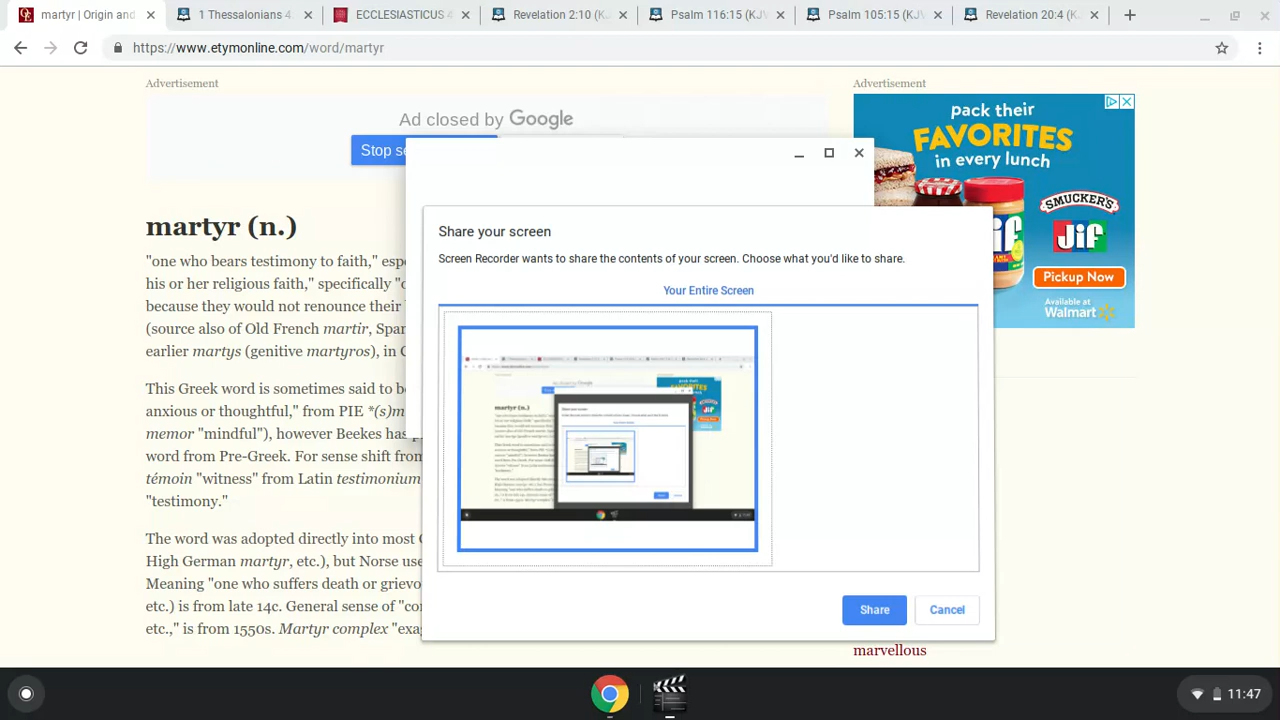 martyr | Origin and
1 Thessalonians 4:
ECCLESIASTICUS 4
Revelation 2:10 (KJ
Psalm 116:15 (KJV
Psalm 105:15 (KJV
Revelation 20:4 (K
https://www.etymonline.com/word/martyr
Advertisement
Ad closed by Google
Stop se
martyr (n.)
"one who bears testimony to faith," espe
his or her religious faith," specifically "
because they would not renounce their
(source also of Old French martir, Span
earlier martys (genitive martyros), in
This Greek word is sometimes said to be
anxious or thoughtful," from PIE *(s)m
memor "mindful"), however Beekes has
word from Pre-Greek. For sense shift from
témoin "witness" from Latin testimonium
"testimony."
The word was adopted directly into most
High German martyr, etc.), but Norse use
Meaning "one who suffers death or grievo
etc.) is from late 14c. General sense of "con
etc.," is from 1550s. Martyr complex "exag
Share your screen
Screen Recorder wants to share the contents of your screen. Choose what you'd like to share.
Your Entire Screen
martyr (n.)
Share
Cancel
Advertisement
pack their
FAVORITES
in every lunch
SMUCKER'S
Jif
Pickup Now
Available at
Walmart
marvellous
11:47